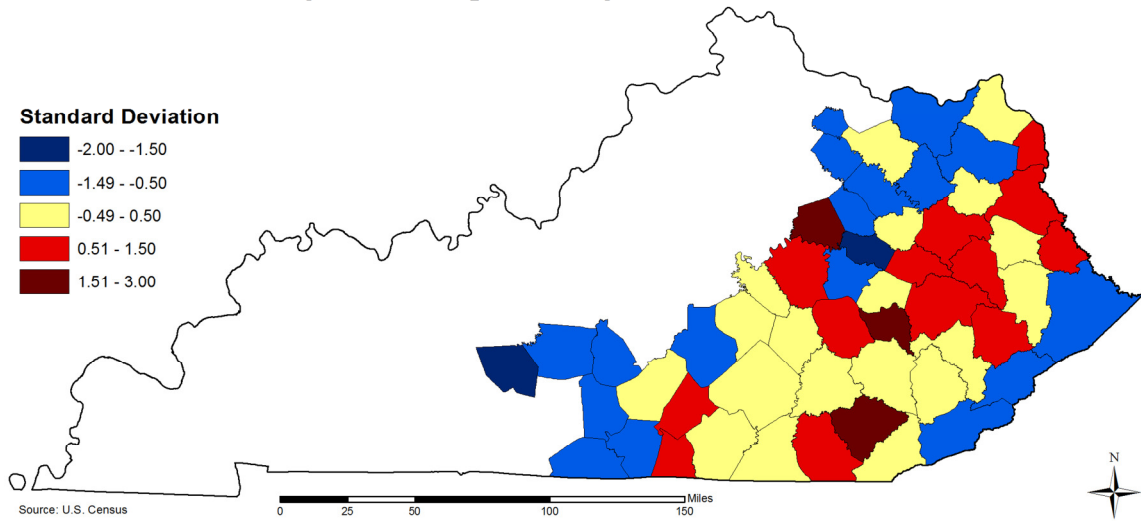 Standard Deviation
-2.00 - -1.50
-1.49 - -0.50
-0.49 - 0.50
0.51 - 1.50
1.51 - 3.00
N
Miles
0 25 50 100 150
Source: U.S. Census